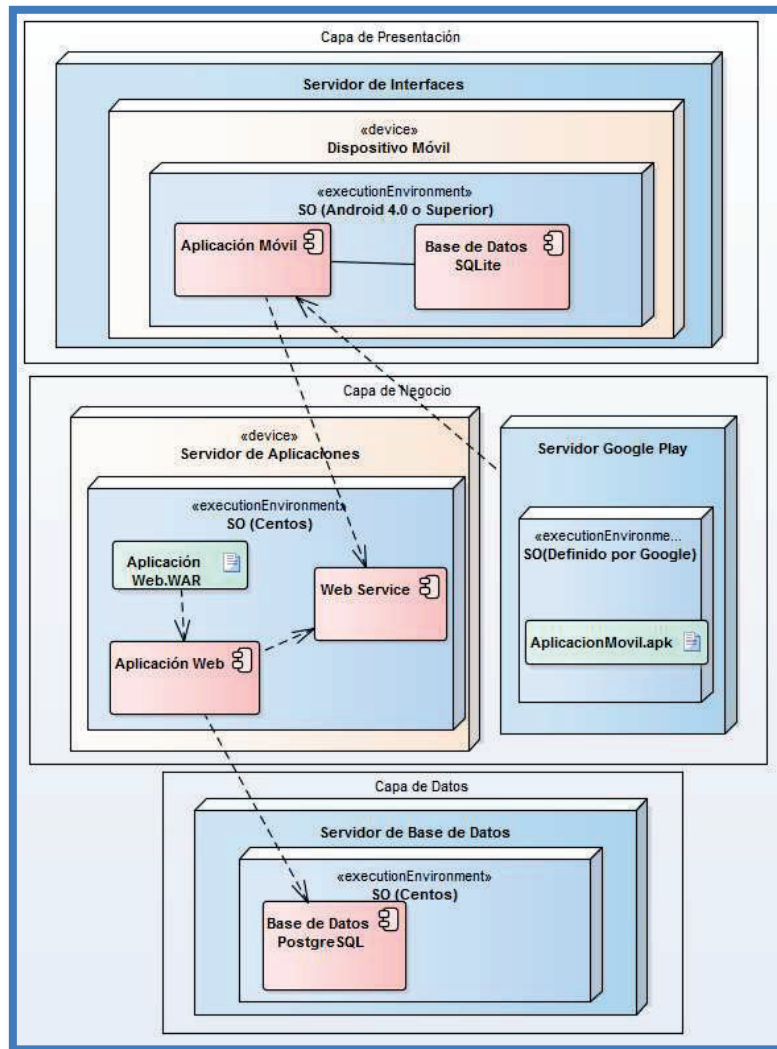 Capa de Presentación
Servidor de Interfaces
«device»
Dispositivo Móvil
«executionEnvironment»
SO (Android 4.0 o Superior)
Aplicación Móvil
Base de Datos
SQLite
Capa de Negocio
«device»
Servidor de Aplicaciones
«executionEnvironment»
SO (Centos)
Aplicación
Web.WAR
Web Service
Aplicación Web
Servidor Google Play
«executionEnvironme...
SO(Definido por Google)
AplicacionMovil.apk
Capa de Datos
Servidor de Base de Datos
«executionEnvironment»
SO (Centos)
Base de Datos
PostgreSQL